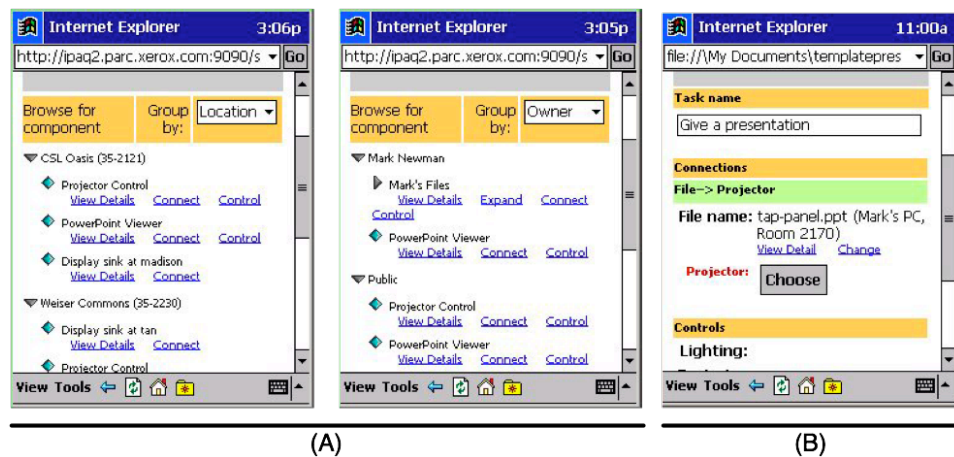 Internet Explorer 3:06p
http://ipaq2.parc.xerox.com:9090/s Go
Browse for component Group by: Location
CSL Oasis (35-2121)
Projector Control
View Details Connect Control
PowerPoint Viewer
View Details Connect Control
Display sink at madison
View Details Connect
Weiser Commons (35-2230)
Display sink at tan
View Details Connect
Projector Control
View Tools
Internet Explorer 3:05p
http://ipaq2.parc.xerox.com:9090/s Go
Browse for component Group by: Owner
Mark Newman
Mark's Files
View Details Expand Connect
Control
PowerPoint Viewer
View Details Connect Control
Public
Projector Control
View Details Connect Control
PowerPoint Viewer
View Details Connect Control
View Tools
(A)
Internet Explorer 11:00a
file://\My Documents\templatepres Go
Task name
Give a presentation
Connections
File--> Projector
File name: tap-panel.ppt (Mark's PC,
Room 2170)
View Detail Change
Projector: Choose
Controls
Lighting:
View Tools
(B)